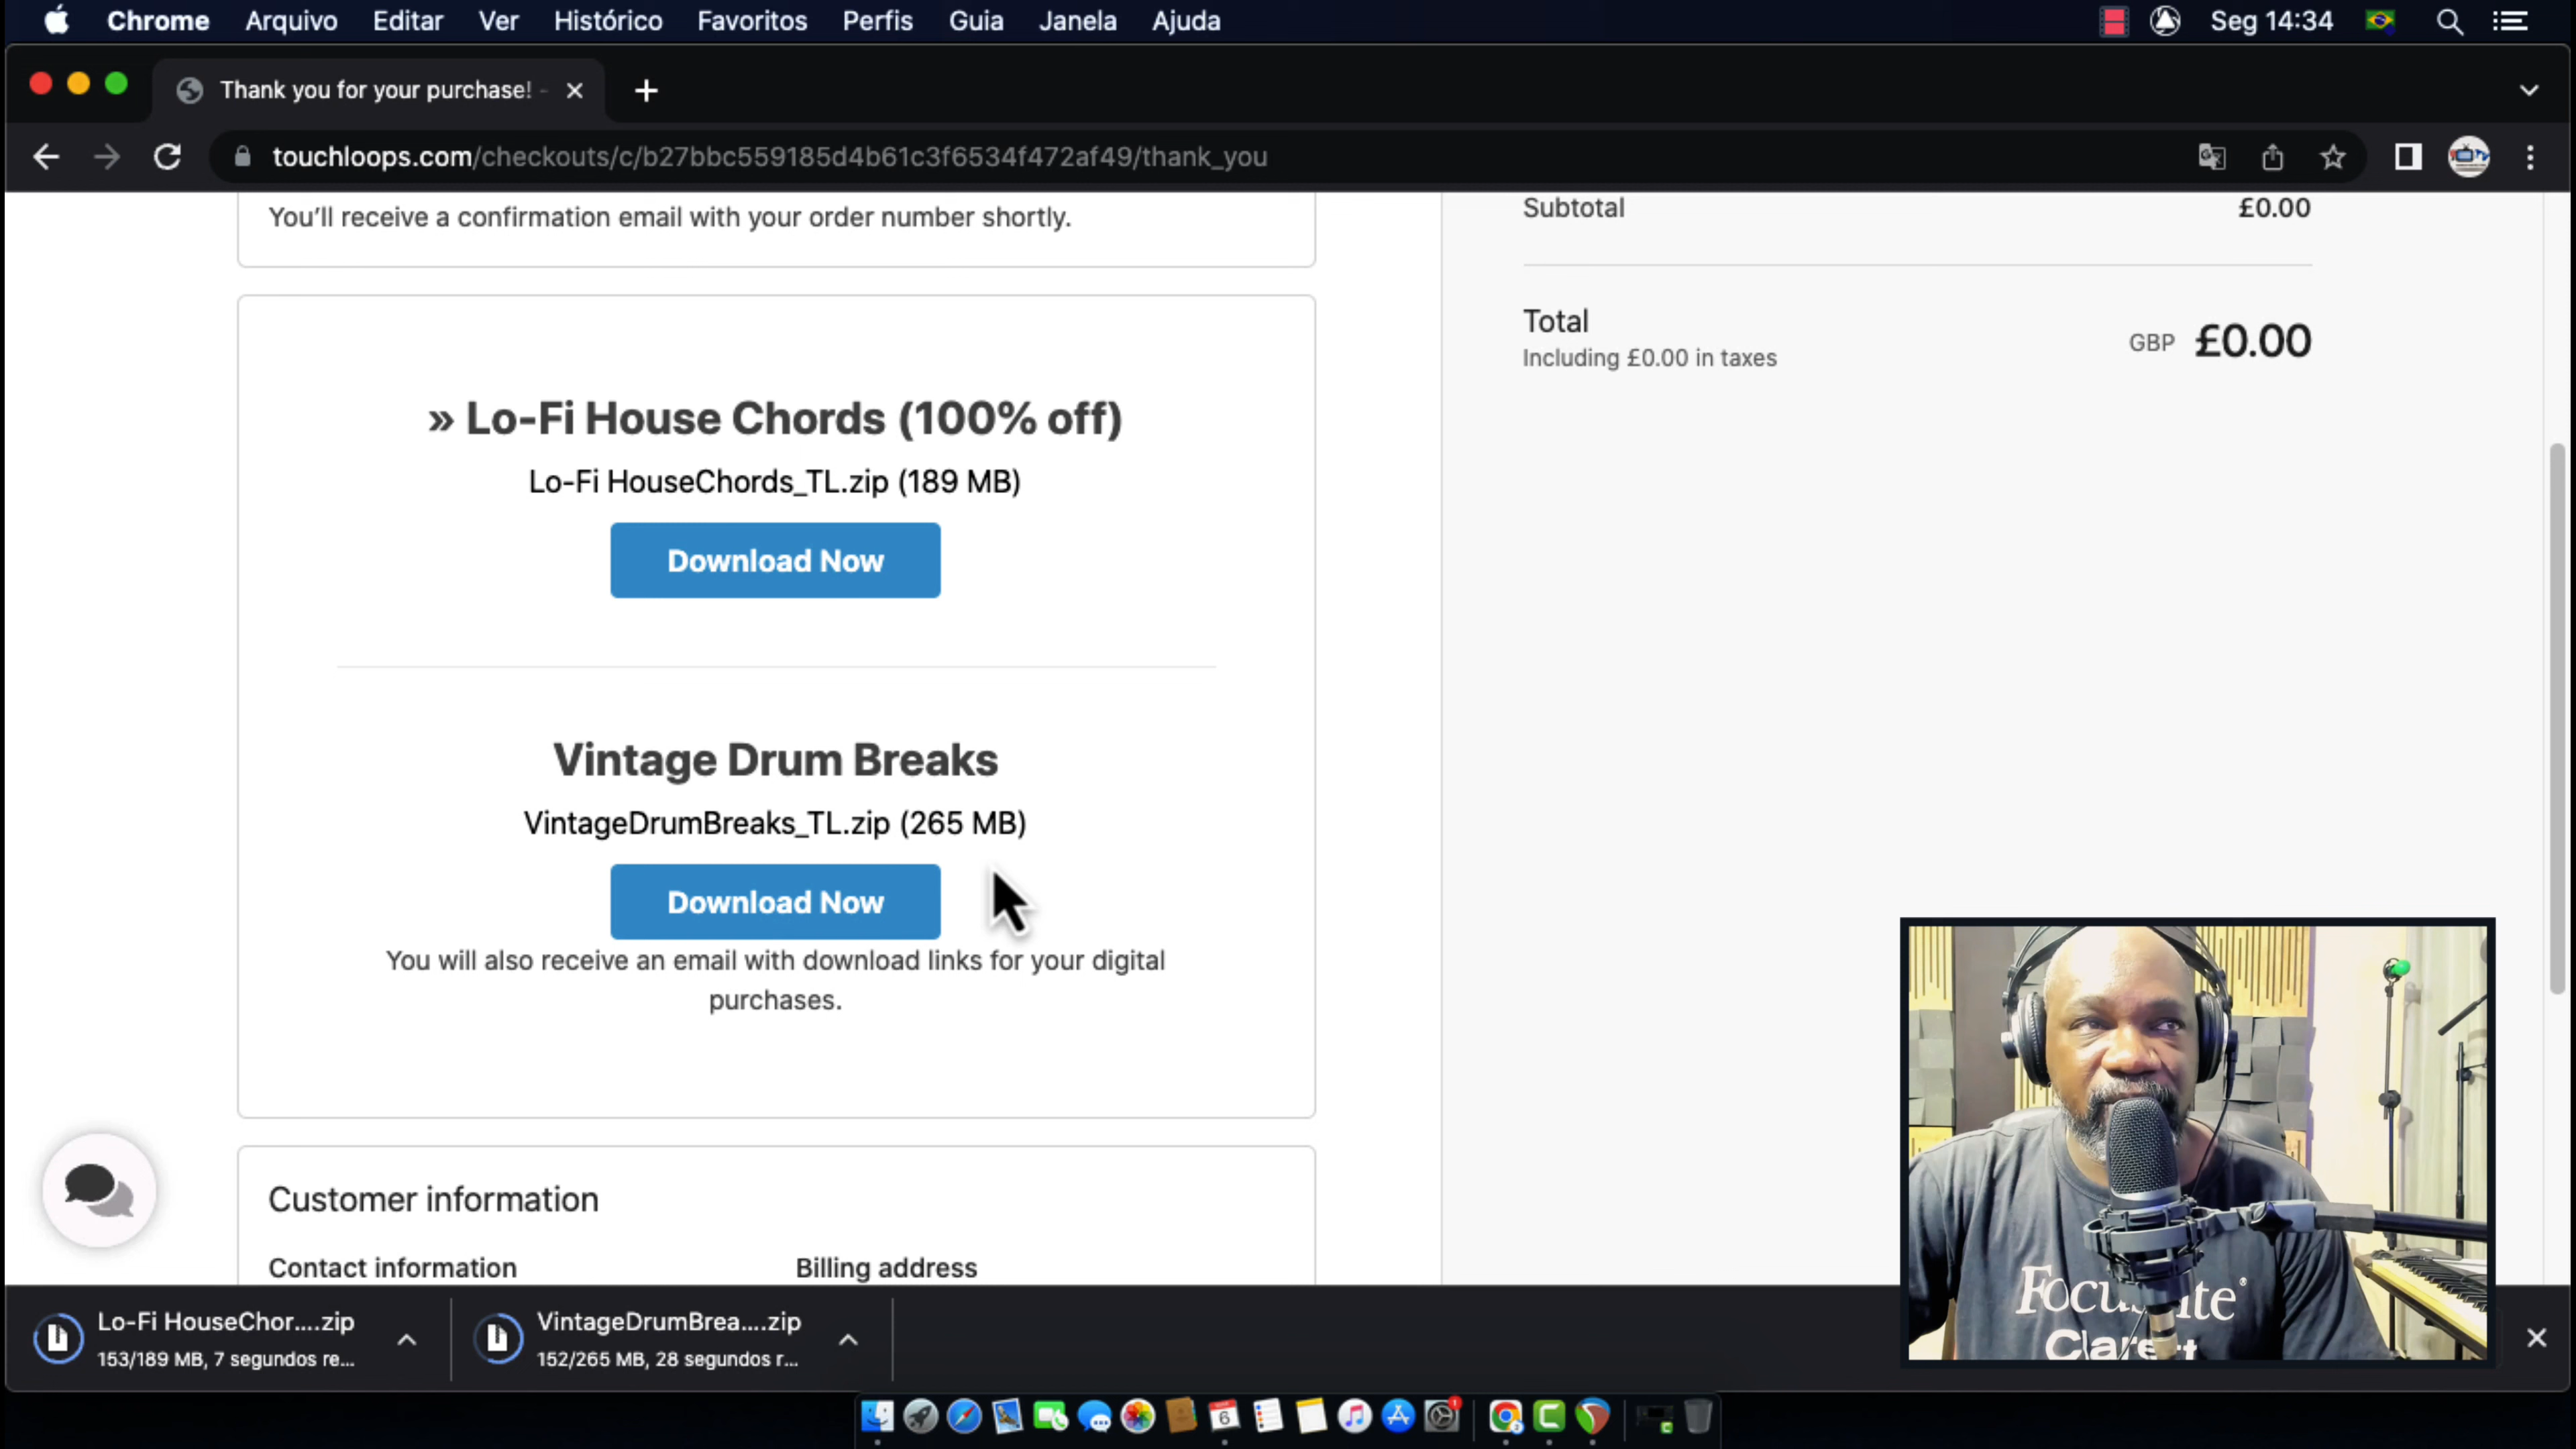 Chrome Arquivo Editar Ver Histórico Favoritos Perfis Guia Janela Ajuda Seg 14:34
Thank you for your purchase! -
touchloops.com/checkouts/c/b27bbc559185d4b61c3f6534f472af49/thank_you
You'll receive a confirmation email with your order number shortly.
Subtotal £0.00
Total GBP £0.00
Including £0.00 in taxes
» Lo-Fi House Chords (100% off)
Lo-Fi HouseChords_TL.zip (189 MB)
Download Now
Vintage Drum Breaks
VintageDrumBreaks_TL.zip (265 MB)
Download Now
You will also receive an email with download links for your digital
purchases.
Customer information
Contact information Billing address
Lo-Fi HouseChor....zip
153/189 MB, 7 segundos re...
VintageDrumBrea....zip
152/265 MB, 28 segundos r...
6